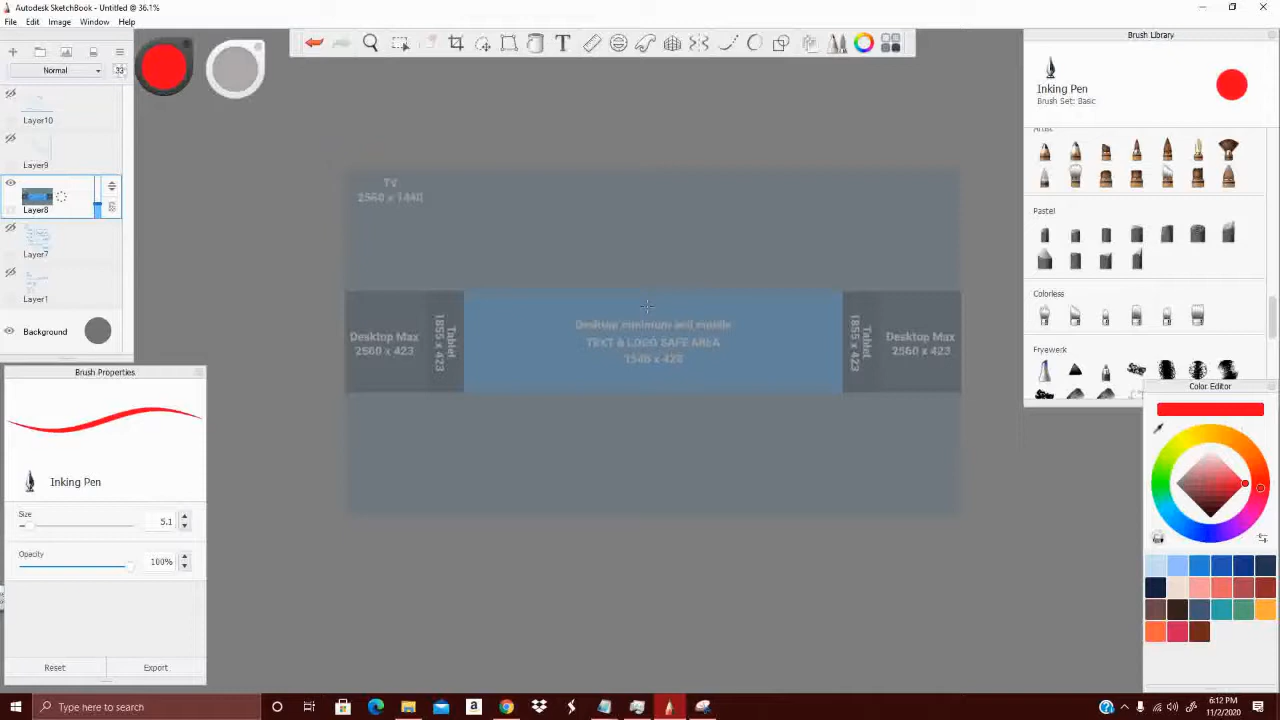 Autodesk SketchBook - Untitled @ 36.1%
File Edit Image Window Help
Normal
33
Layer10
Layer9
Layer8
Layer7
Layer1
Background
Brush Properties
Inking Pen
Size
5.1
Opacity
100%
Reset Export
TV
2560 x 1440
Desktop Max
2560 x 423
Tablet
1855 x 423
Desktop minimum and mobile
TEXT & LOGO SAFE AREA
1546 x 423
Tablet
1855 x 423
Desktop Max
2560 x 423
Brush Library
Inking Pen
Brush Set: Basic
Artist
Pastel
Colorless
Fryewerk
Color Editor
Type here to search
6:12 PM
11/2/2020